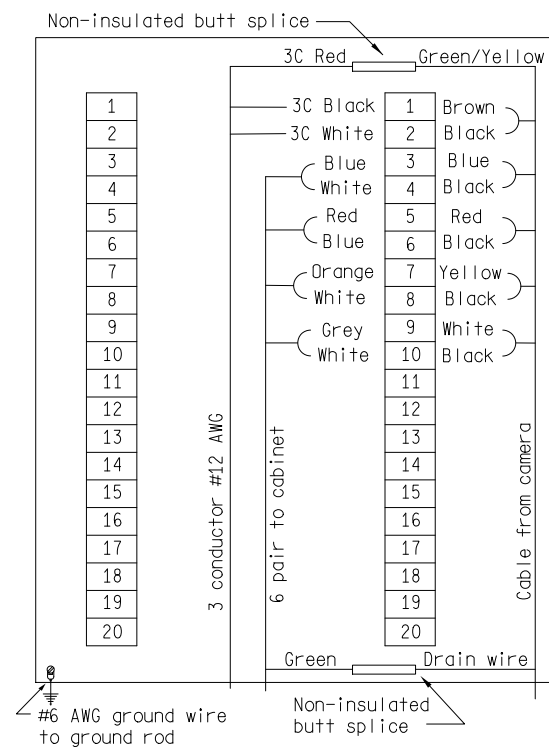 Non-insulated butt splice
3C Red Green/Yellow
1 3C Black 1 Brown
2 3C White 2 Black
3 Blue 3 Blue
4 White 4 Black
5 Red 5 Red
6 Blue 6 Black
7 Orange 7 Yellow
8 White 8 Black
9 Grey 9 White
10 White 10 Black
11 11
12 12
13 13
14 14
15 15
16 16
17 17
18 18
19 19
20 20
3 conductor #12 AWG
6 pair to cabinet
Cable from camera
Green Drain wire
#6 AWG ground wire
to ground rod
Non-insulated
butt splice